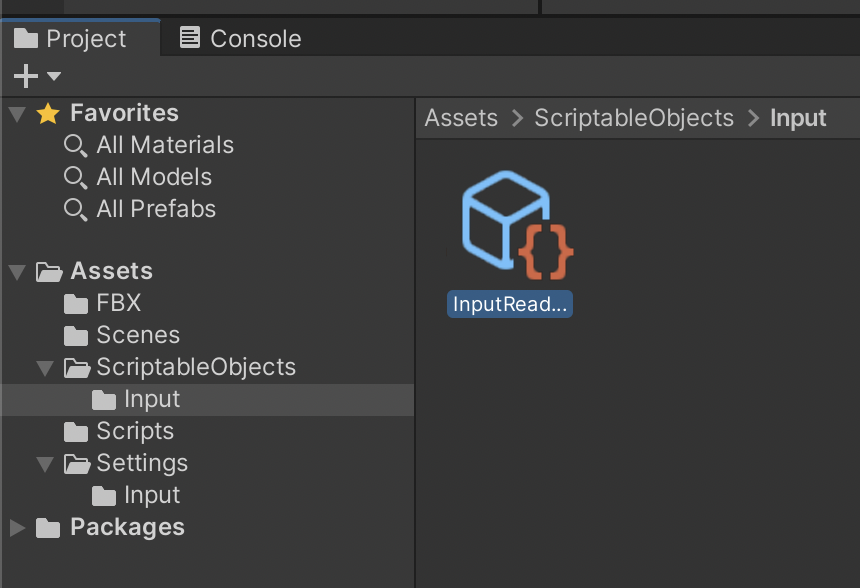 Project
Console
Favorites
All Materials
All Models
All Prefabs
Assets
FBX
Scenes
ScriptableObjects
Input
Scripts
Settings
Input
Packages
Assets > ScriptableObjects > Input
InputRead...